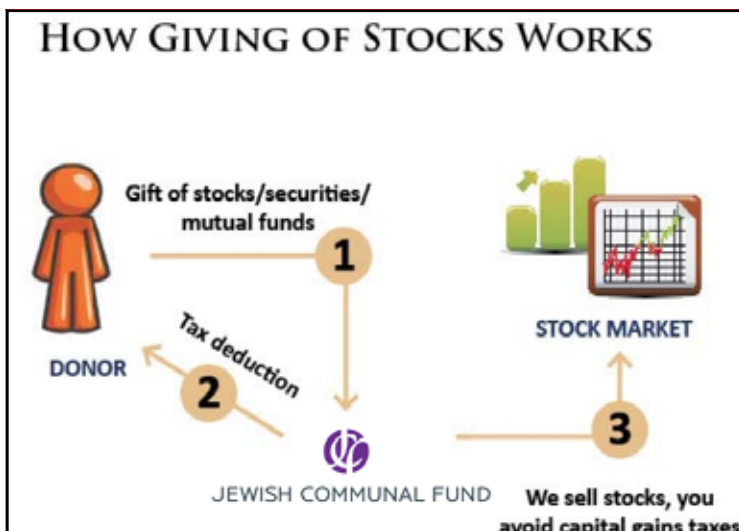 HOW GIVING OF STOCKS WORKS
Gift of stocks/securities/
mutual funds
1
STOCK MARKET
DONOR
Tax deduction
2
3
JEWISH COMMUNAL FUND
We sell stocks, you
avoid capital gains taxes